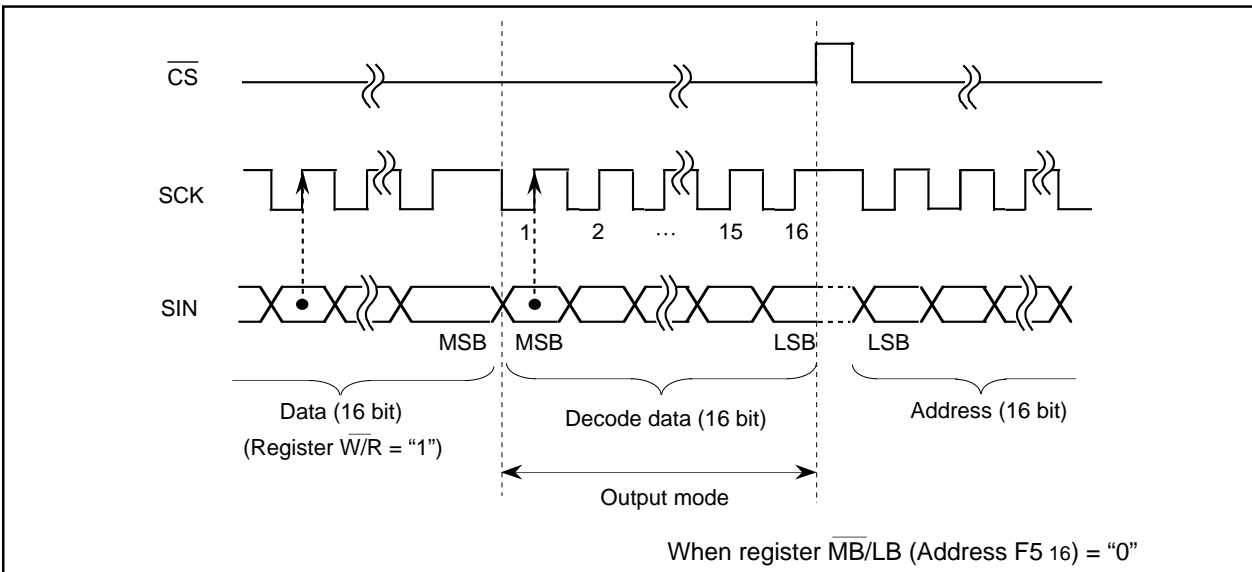 CS
SCK
1 2 … 15 16
SIN
MSB MSB LSB LSB
Data (16 bit) Decode data (16 bit) Address (16 bit)
(Register W/R = “1”)
Output mode
When register MB/LB (Address F5 16) = “0”